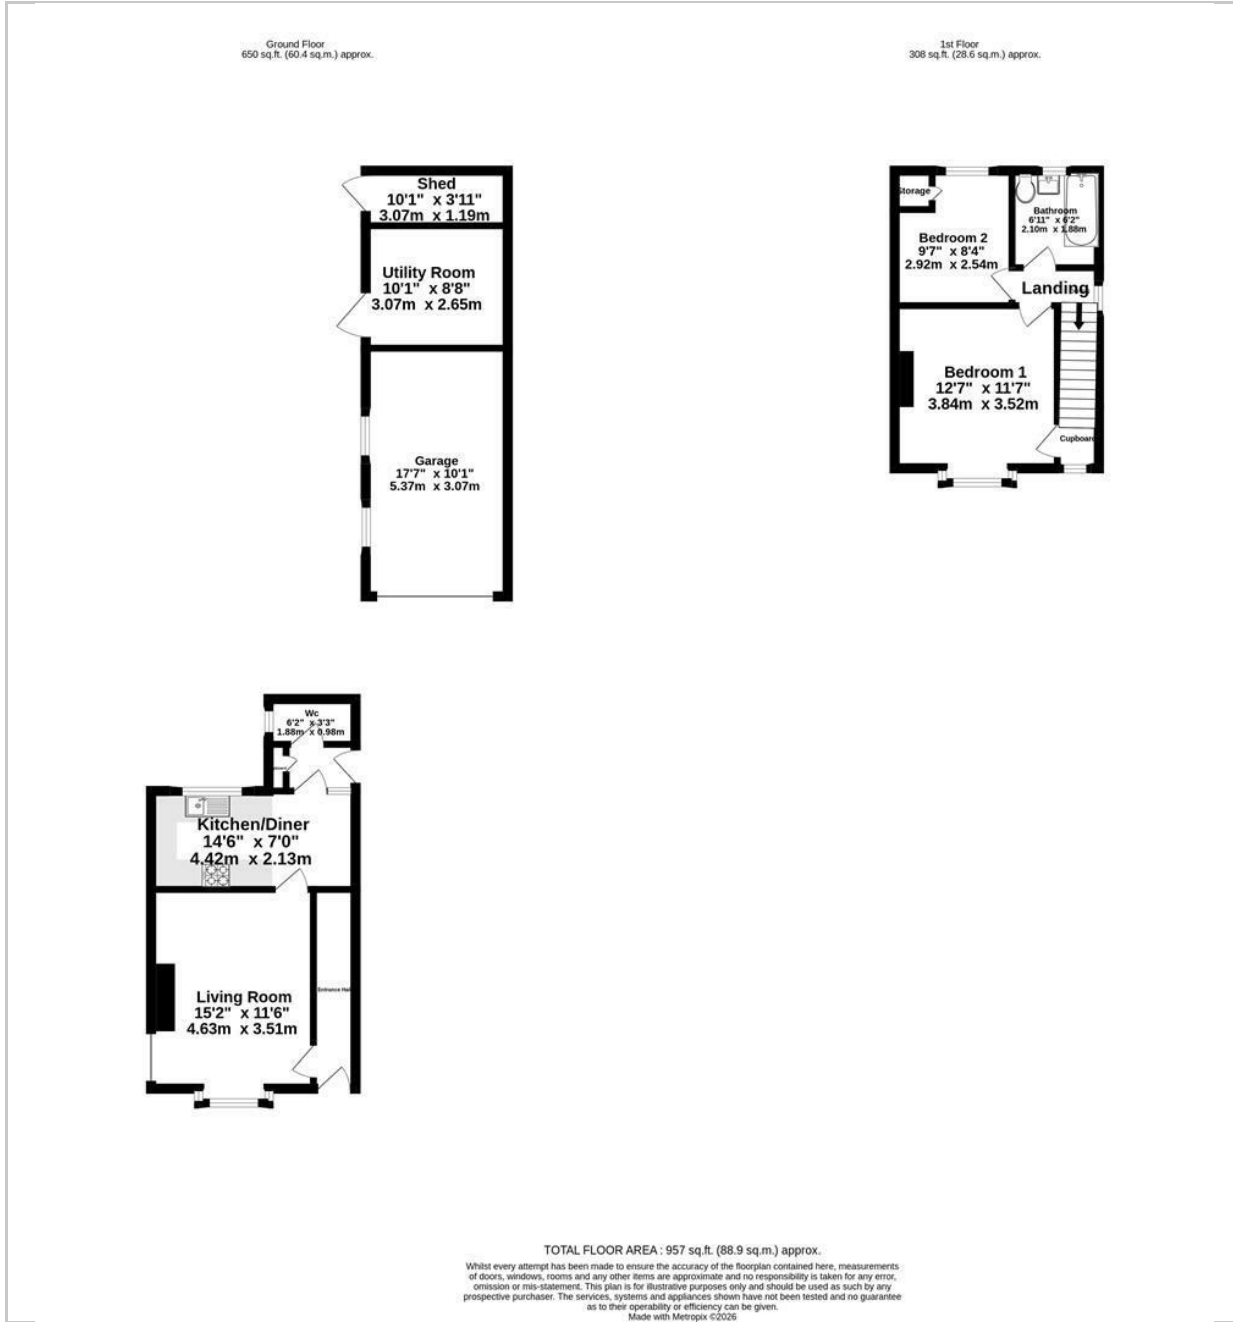 Ground Floor
650 sq.ft. (60.4 sq.m.) approx.
1st Floor
308 sq.ft. (28.6 sq.m.) approx.
Shed
10'1" x 3'11"
3.07m x 1.19m
Utility Room
10'1" x 8'8"
3.07m x 2.65m
Garage
17'7" x 10'1"
5.37m x 3.07m
Storage
Bathroom
6'11" x 6'2"
2.10m x 1.88m
Bedroom 2
9'7" x 8'4"
2.92m x 2.54m
Landing
Bedroom 1
12'7" x 11'7"
3.84m x 3.52m
Cupboard
Wc
6'2" x 3'3"
1.88m x 0.98m
Kitchen/Diner
14'6" x 7'0"
4.42m x 2.13m
Entrance Hall
Living Room
15'2" x 11'6"
4.63m x 3.51m
TOTAL FLOOR AREA : 957 sq.ft. (88.9 sq.m.) approx.
Whilst every attempt has been made to ensure the accuracy of the floorplan contained here, measurements
of doors, windows, rooms and any other items are approximate and no responsibility is taken for any error,
omission or mis-statement. This plan is for illustrative purposes only and should be used as such by any
prospective purchaser. The services, systems and appliances shown have not been tested and no guarantee
as to their operability or efficiency can be given.
Made with Metropix ©2026